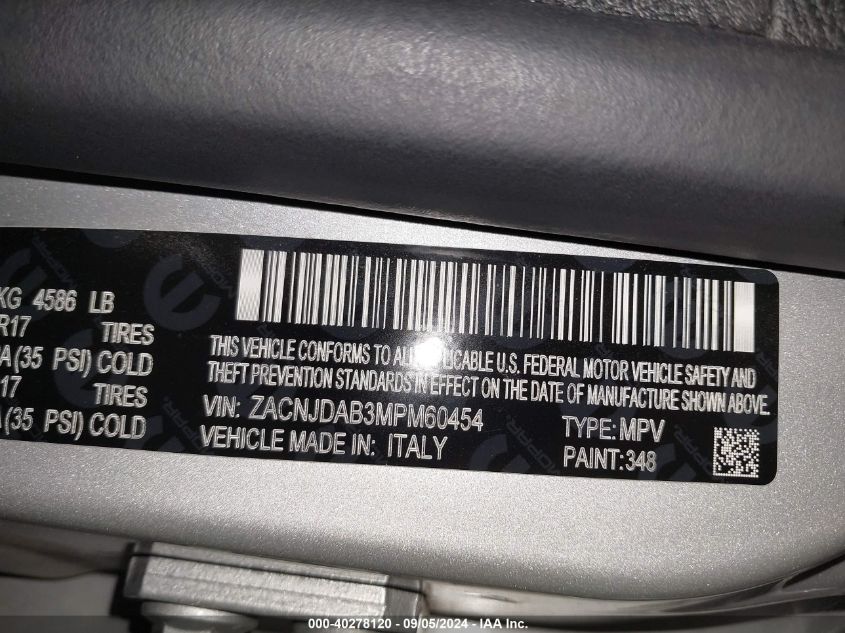 KG 4586 LB
R17 TIRES
A (35 PSI) COLD
17 TIRES
A (35 PSI) COLD
THIS VEHICLE CONFORMS TO ALL APPLICABLE U.S. FEDERAL MOTOR VEHICLE SAFETY AND
THEFT PREVENTION STANDARDS IN EFFECT ON THE DATE OF MANUFACTURE SHOWN ABOVE.
VIN: ZACNJDAB3MPM60454 TYPE: MPV
VEHICLE MADE IN: ITALY PAINT: 348
MOPAR
000-40278120 - 09/05/2024 - IAA Inc.